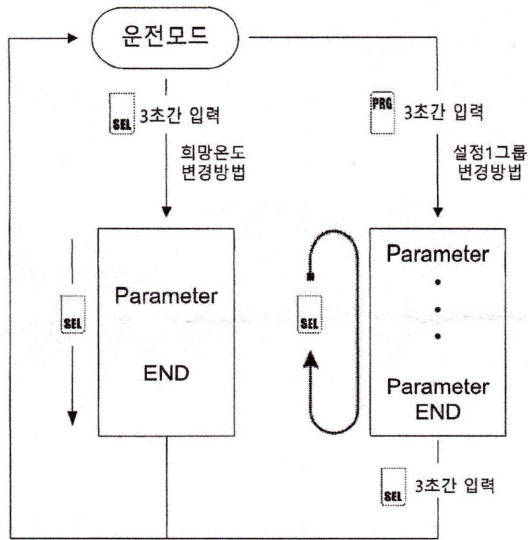 운전모드
SEL 3초간 입력
희망온도
변경방법
PRG 3초간 입력
설정1그룹
변경방법
SEL
Parameter
END
SEL
Parameter
•
•
•
Parameter
END
SEL 3초간 입력